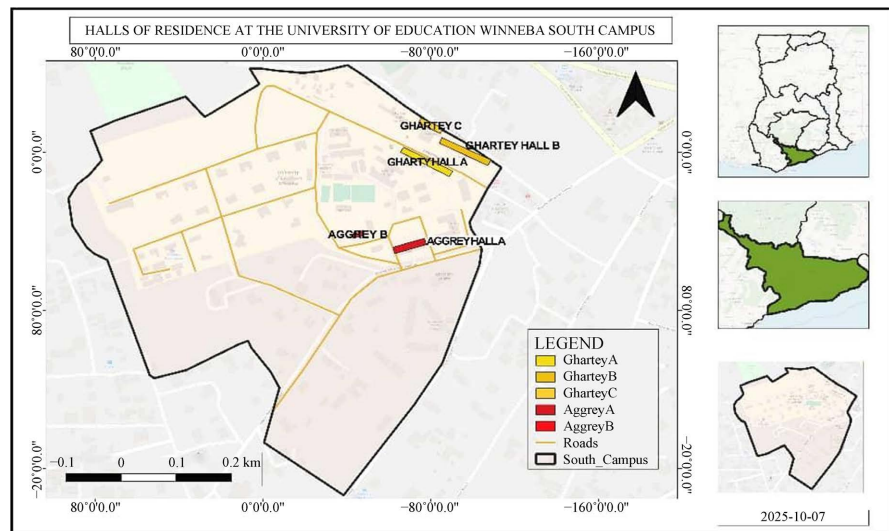 HALLS OF RESIDENCE AT THE UNIVERSITY OF EDUCATION WINNEBA SOUTH CAMPUS
80°0'0.0" 0°0'0.0" −80°0'0.0" −160°0'0.0"
GHARTEY C
GHARTEY HALL B
GHARTYHALL A
0°0'0.0" 0°0'0.0"
AGGREY B
AGGREYHALLA
80°0'0.0" 80°0'0.0"
LEGEND
GharteyA
GharteyB
GharteyC
AggreyA
AggreyB
Roads
South_Campus
−0.1 0 0.1 0.2 km
−20°0'0.0" −20°0'0.0"
80°0'0.0" 0°0'0.0" −80°0'0.0" −160°0'0.0"
2025-10-07